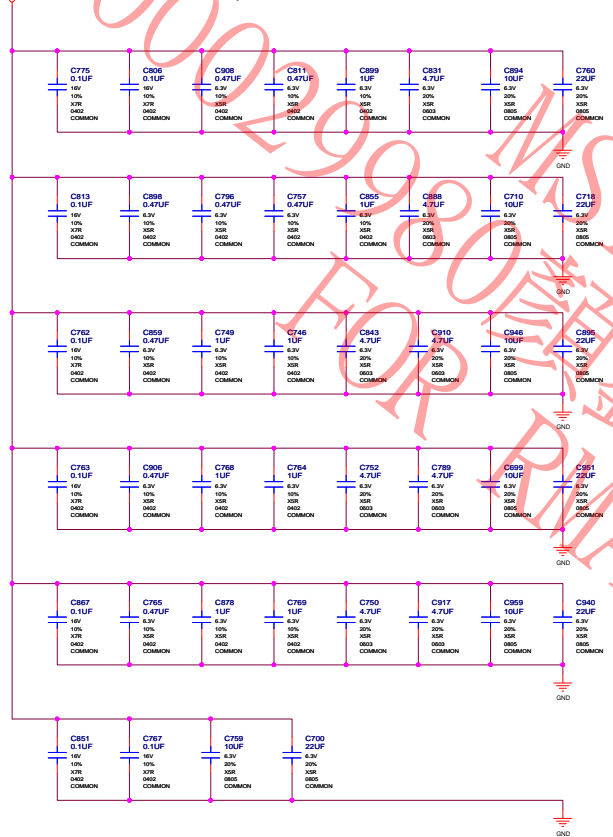 C775
0.1UF
16V
10%
X7R
0402
COMMON
C806
0.1UF
16V
10%
X7R
0402
COMMON
C908
0.47UF
6.3V
10%
X5R
0402
COMMON
C811
0.47UF
6.3V
10%
X5R
0402
COMMON
C899
1UF
6.3V
10%
X5R
0402
COMMON
C831
4.7UF
6.3V
20%
X5R
0603
COMMON
C894
10UF
6.3V
20%
X5R
0805
COMMON
C760
22UF
6.3V
20%
X5R
0805
COMMON
GND
C813
0.1UF
16V
10%
X7R
0402
COMMON
C898
0.47UF
6.3V
10%
X5R
0402
COMMON
C796
0.47UF
6.3V
10%
X5R
0402
COMMON
C757
0.47UF
6.3V
10%
X5R
0402
COMMON
C855
1UF
6.3V
10%
X5R
0402
COMMON
C888
4.7UF
6.3V
20%
X5R
0603
COMMON
C710
10UF
6.3V
20%
X5R
0805
COMMON
C718
22UF
6.3V
20%
X5R
0805
COMMON
GND
C762
0.1UF
16V
10%
X7R
0402
COMMON
C859
0.47UF
6.3V
10%
X5R
0402
COMMON
C749
1UF
6.3V
10%
X5R
0402
COMMON
C746
1UF
6.3V
10%
X5R
0402
COMMON
C843
4.7UF
6.3V
20%
X5R
0603
COMMON
C910
4.7UF
6.3V
20%
X5R
0603
COMMON
C946
10UF
6.3V
20%
X5R
0805
COMMON
C895
22UF
6.3V
20%
X5R
0805
COMMON
GND
C763
0.1UF
16V
10%
X7R
0402
COMMON
C906
0.47UF
6.3V
10%
X5R
0402
COMMON
C768
1UF
6.3V
10%
X5R
0402
COMMON
C764
1UF
6.3V
10%
X5R
0402
COMMON
C752
4.7UF
6.3V
20%
X5R
0603
COMMON
C789
4.7UF
6.3V
20%
X5R
0603
COMMON
C699
10UF
6.3V
20%
X5R
0805
COMMON
C951
22UF
6.3V
20%
X5R
0805
COMMON
GND
C867
0.1UF
16V
10%
X7R
0402
COMMON
C765
0.47UF
6.3V
10%
X5R
0402
COMMON
C878
1UF
6.3V
10%
X5R
0402
COMMON
C769
1UF
6.3V
10%
X5R
0402
COMMON
C750
4.7UF
6.3V
20%
X5R
0603
COMMON
C917
4.7UF
6.3V
20%
X5R
0603
COMMON
C959
10UF
6.3V
20%
X5R
0805
COMMON
C940
22UF
6.3V
20%
X5R
0805
COMMON
GND
C851
0.1UF
16V
10%
X7R
0402
COMMON
C767
0.1UF
16V
10%
X7R
0402
COMMON
C759
10UF
6.3V
20%
X5R
0805
COMMON
C700
22UF
6.3V
20%
X5R
0805
COMMON
GND
MS
00029980顏
FOR RMA